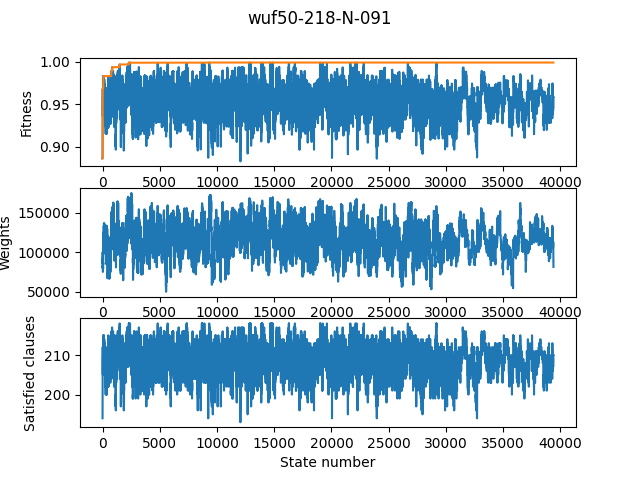 wuf50-218-N-091
1.00
0.95
0.90
Fitness
0 5000 10000 15000 20000 25000 30000 35000 40000
150000
100000
50000
Weights
0 5000 10000 15000 20000 25000 30000 35000 40000
210
200
Satisfied clauses
0 5000 10000 15000 20000 25000 30000 35000 40000
State number